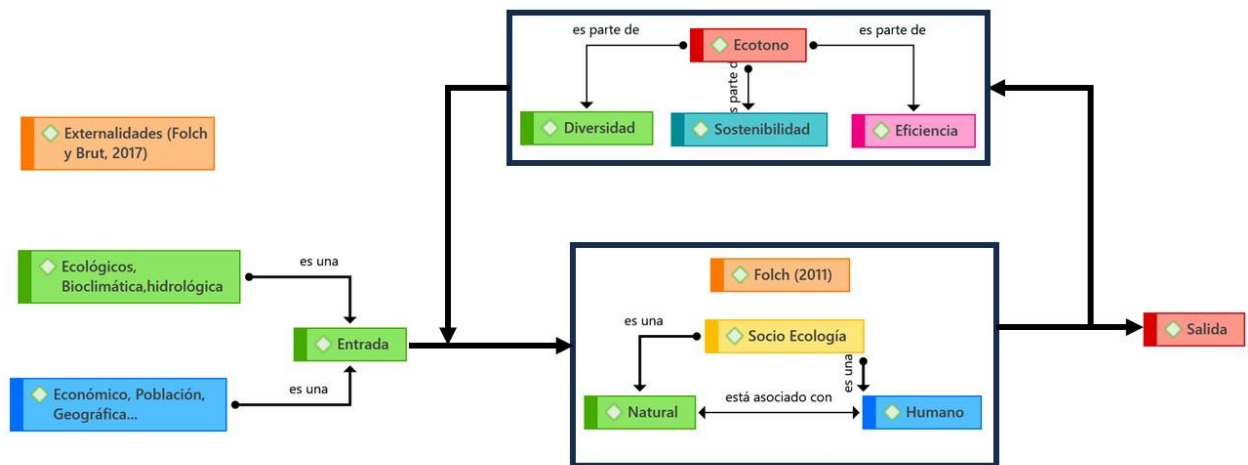 es parte de
Ecotono
es parte de
es parte d
Diversidad
Sostenibilidad
Eficiencia
Externalidades (Folch
y Brut, 2017)
Ecológicos,
Bioclimática,hidrológica
es una
Entrada
es una
Económico, Población,
Geográfica...
Folch (2011)
es una
Socio Ecología
es una
Natural
está asociado con
Humano
Salida